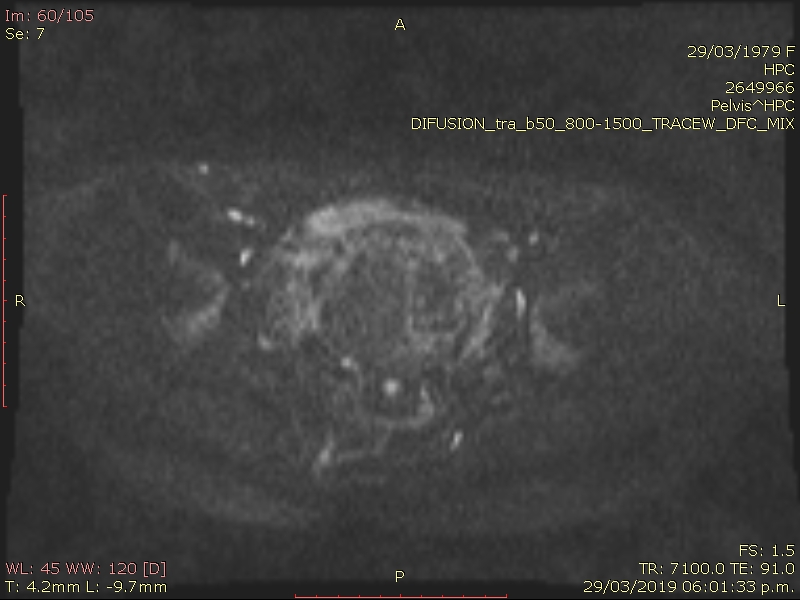 Im: 60/105
Se: 7
A
29/03/1979 F
HPC
2649966
Pelvis^HPC
DIFUSION_tra_b50_800-1500_TRACEW_DFC_MIX
R
L
WL: 45 WW: 120 [D]
T: 4.2mm L: -9.7mm
P
FS: 1.5
TR: 7100.0 TE: 91.0
29/03/2019 06:01:33 p.m.